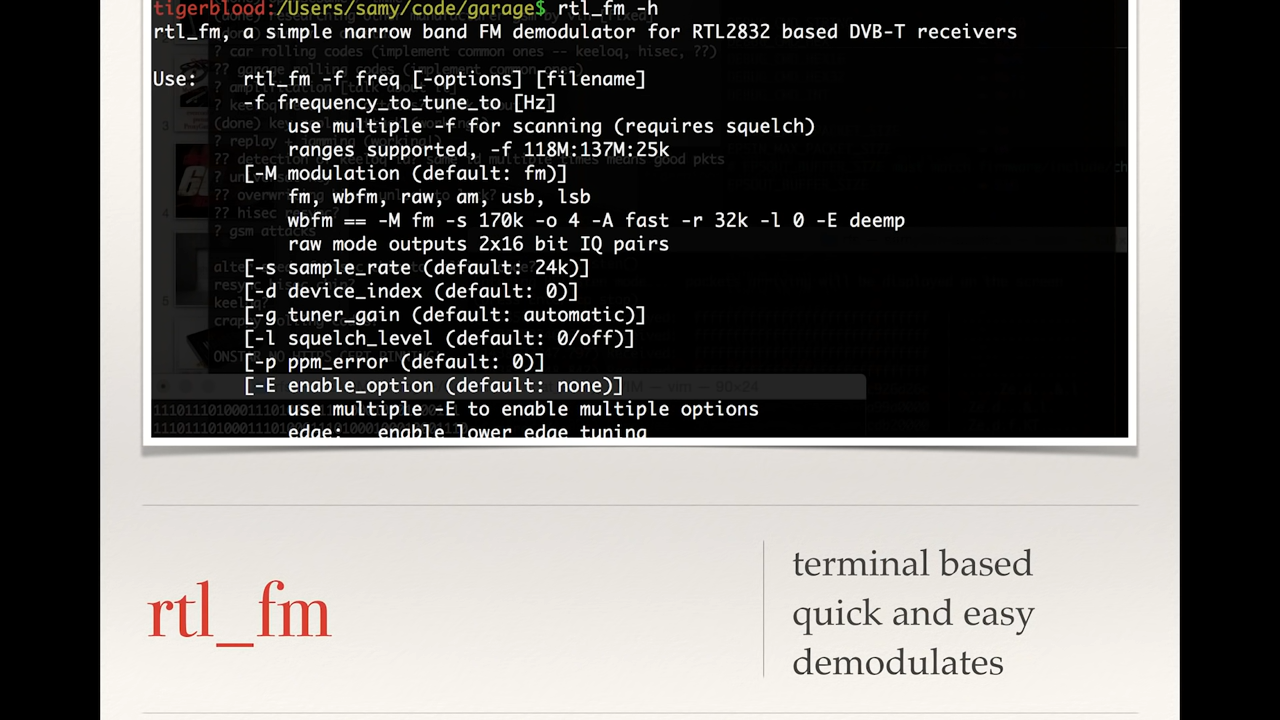 tigerblood:/Users/samy/code/garage$ rtl_fm -h
rtl_fm, a simple narrow band FM demodulator for RTL2832 based DVB-T receivers
Use: rtl_fm -f freq [-options] [filename]
-f frequency_to_tune_to [Hz]
use multiple -f for scanning (requires squelch)
ranges supported, -f 118M:137M:25k
[-M modulation (default: fm)]
fm, wbfm, raw, am, usb, lsb
wbfm == -M fm -s 170k -o 4 -A fast -r 32k -l 0 -E deemp
raw mode outputs 2x16 bit IQ pairs
[-s sample_rate (default: 24k)]
[-d device_index (default: 0)]
[-g tuner_gain (default: automatic)]
[-l squelch_level (default: 0/off)]
[-p ppm_error (default: 0)]
[-E enable_option (default: none)]
use multiple -E to enable multiple options
edge: enable lower edge tuning
rtl_fm
terminal based
quick and easy
demodulates